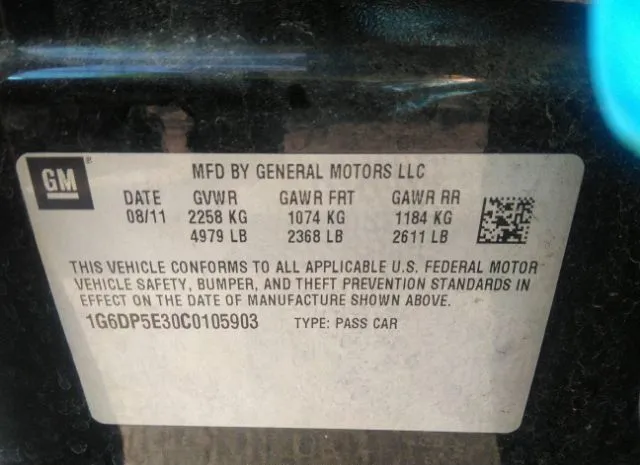 GM®
MFD BY GENERAL MOTORS LLC
DATE GVWR GAWR FRT GAWR RR
08/11 2258 KG 1074 KG 1184 KG
4979 LB 2368 LB 2611 LB
THIS VEHICLE CONFORMS TO ALL APPLICABLE U.S. FEDERAL MOTOR
VEHICLE SAFETY, BUMPER, AND THEFT PREVENTION STANDARDS IN
EFFECT ON THE DATE OF MANUFACTURE SHOWN ABOVE.
1G6DP5E30C0105903 TYPE: PASS CAR